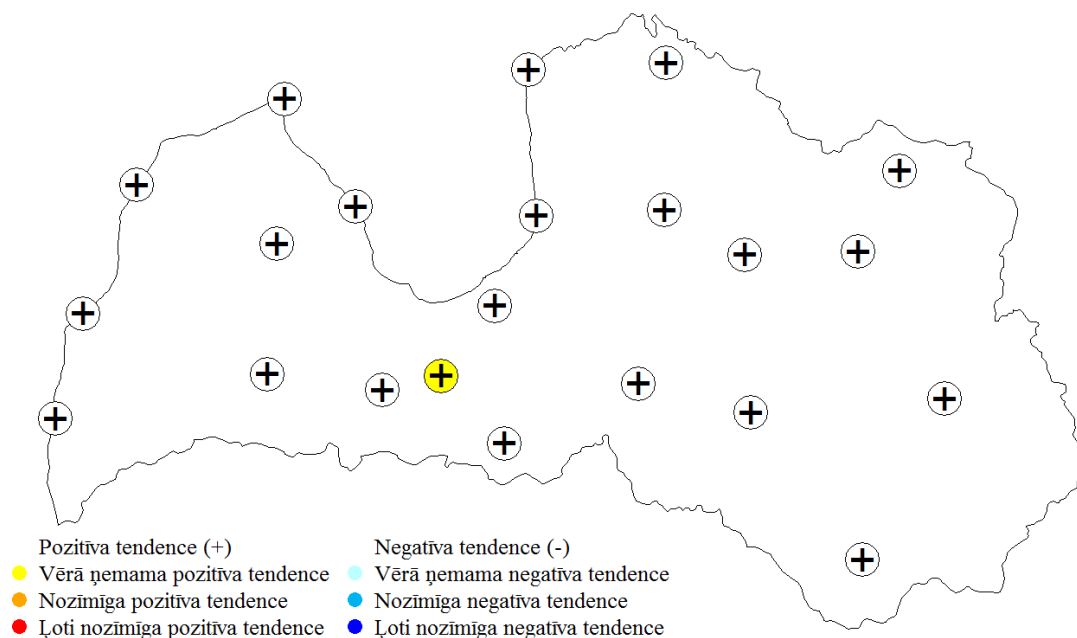 Pozitīva tendence (+)
Vērā ņemama pozitīva tendence
Nozīmīga pozitīva tendence
Ļoti nozīmīga pozitīva tendence
Negatīva tendence (-)
Vērā ņemama negatīva tendence
Nozīmīga negatīva tendence
Ļoti nozīmīga negatīva tendence